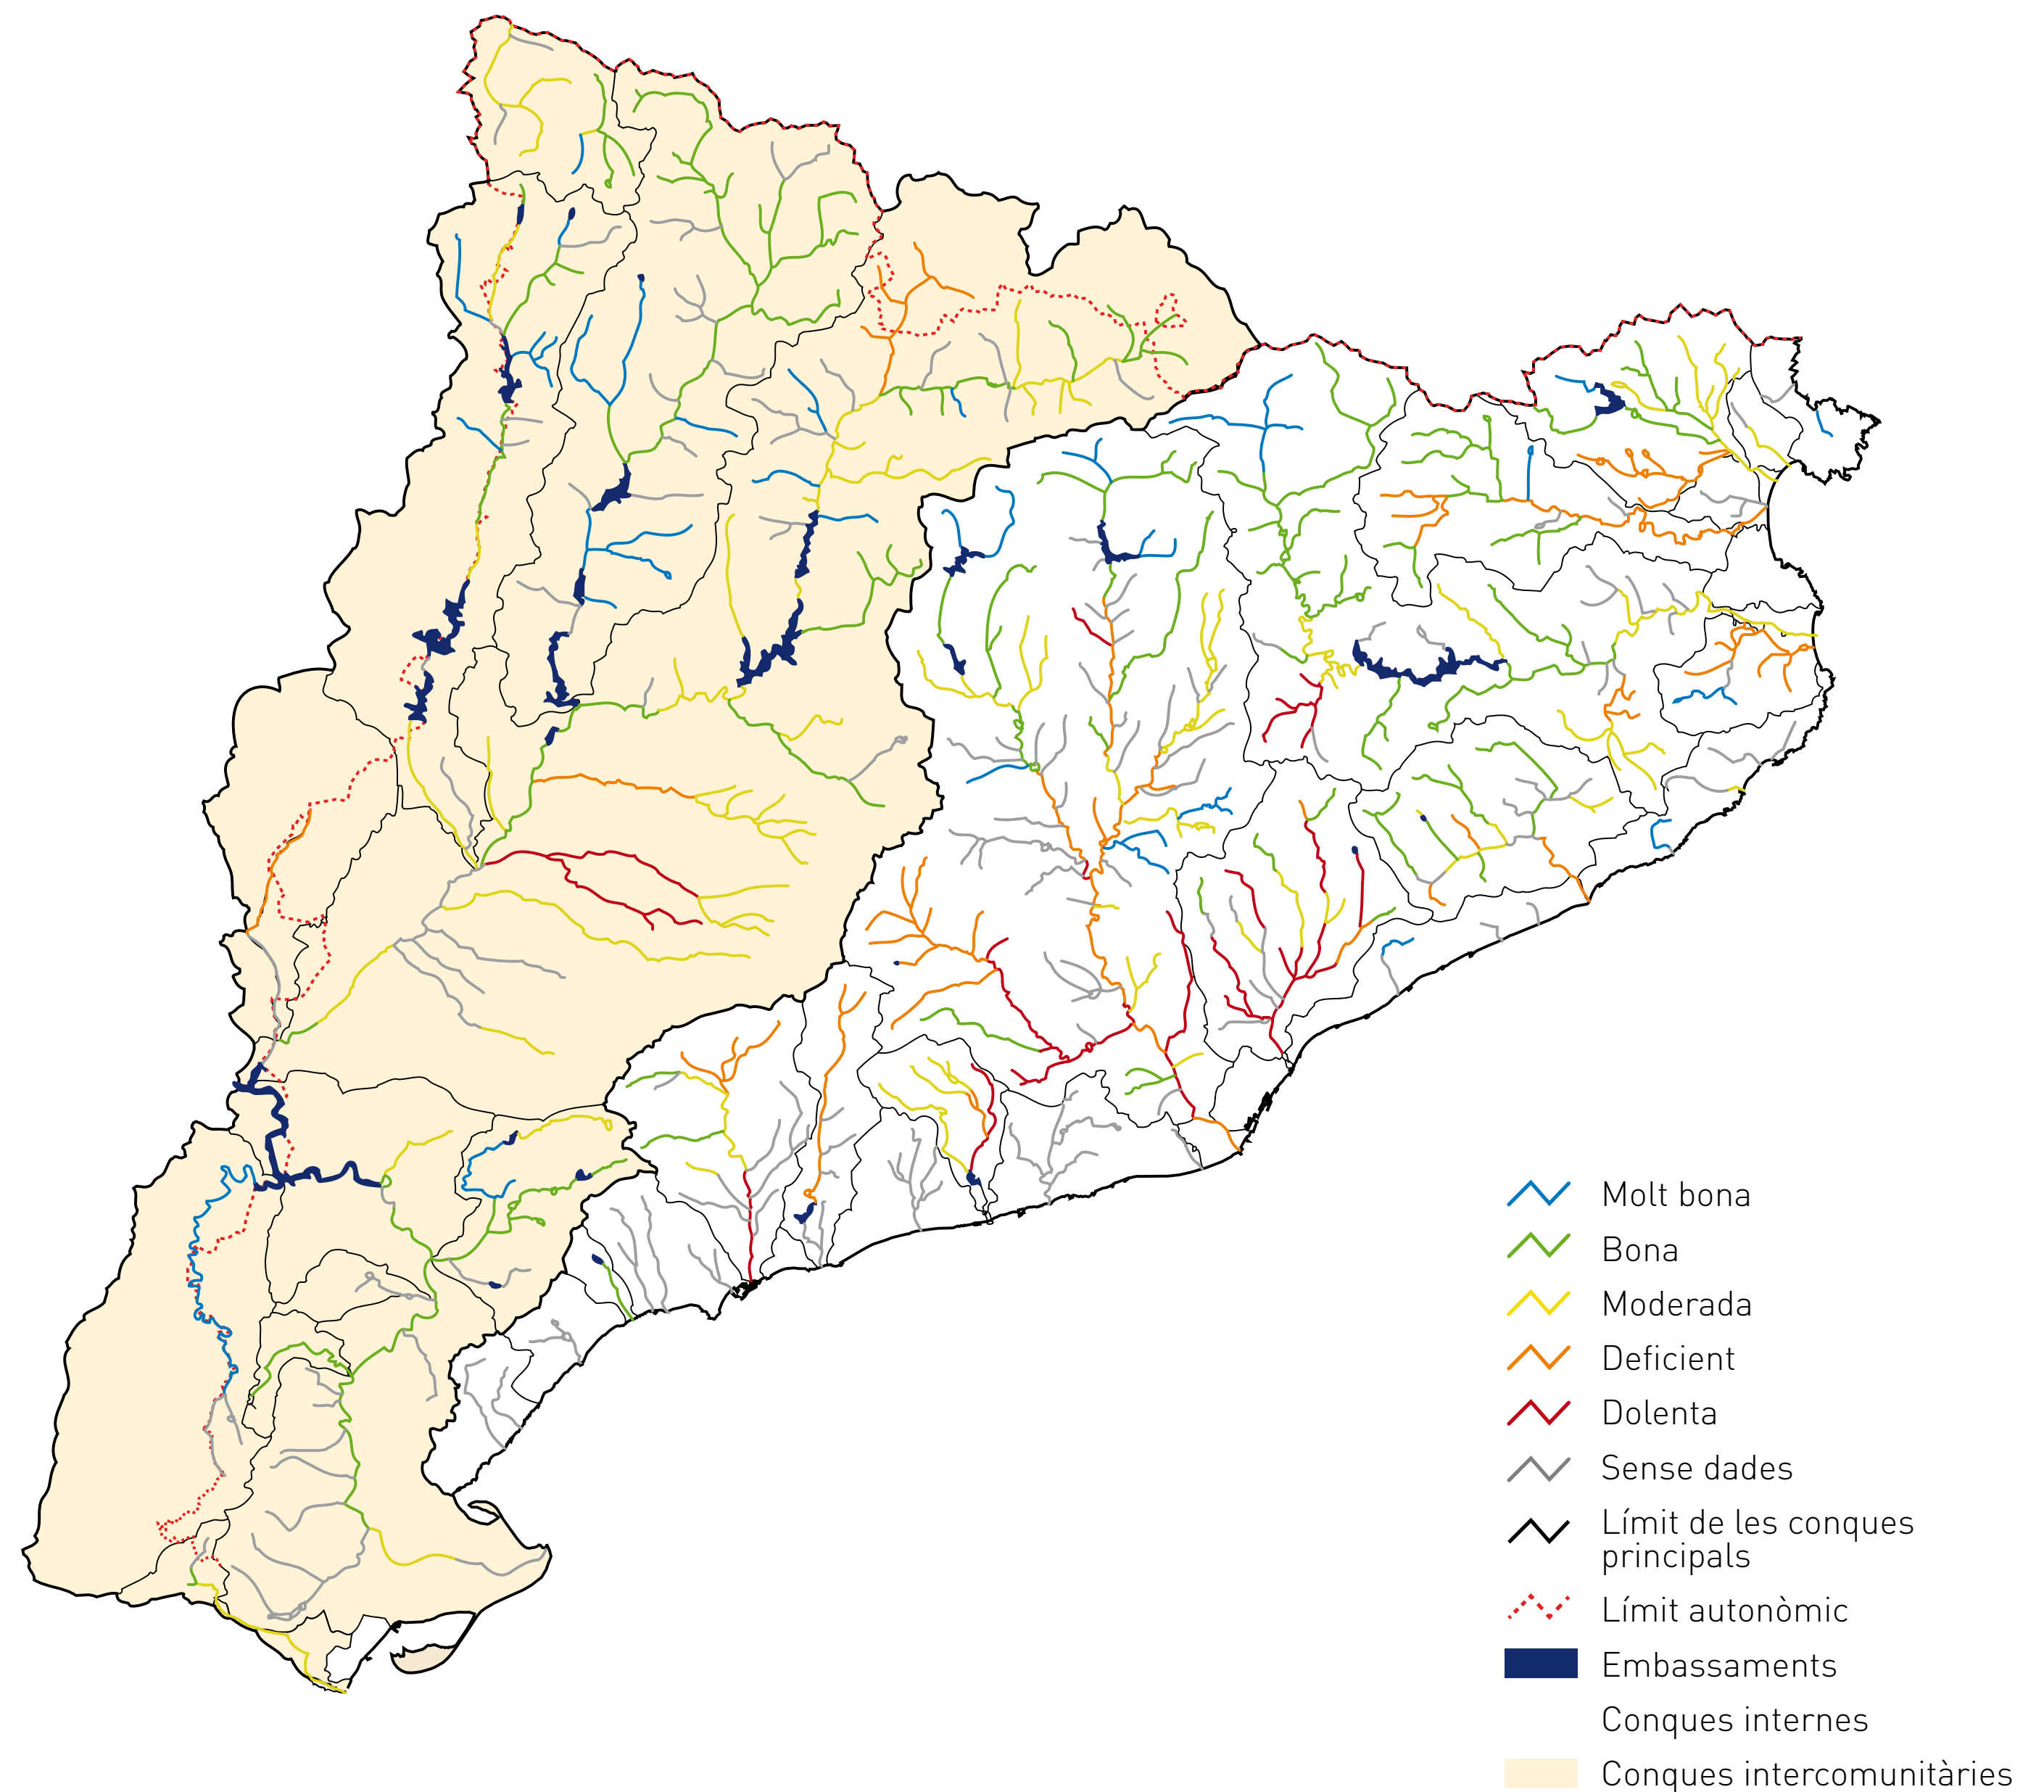 Molt bona
Bona
Moderada
Deficient
Dolenta
Sense dades
Límit de les conques
principals
Límit autonòmic
Embassaments
Conques internes
Conques intercomunitàries